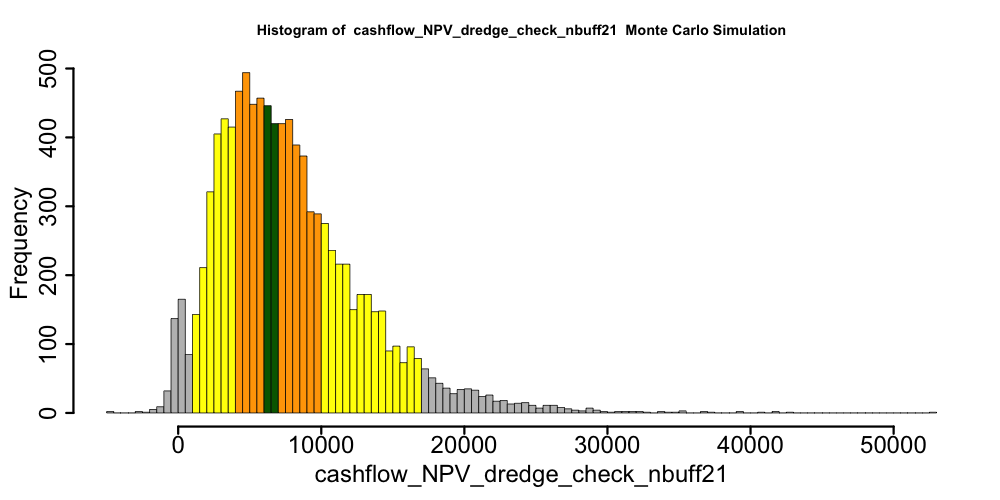 Histogram of cashflow_NPV_dredge_check_nbuff21 Monte Carlo Simulation
500
400
300
200
100
0
Frequency
0 10000 20000 30000 40000 50000
cashflow_NPV_dredge_check_nbuff21